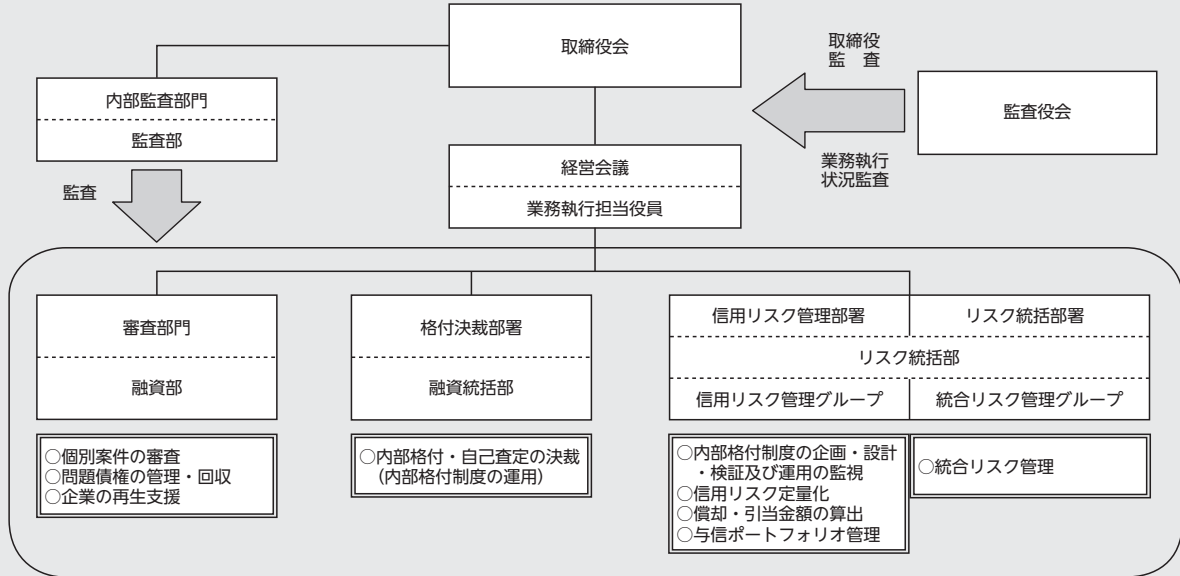 取締役会
取締役
監　査
内部監査部門
監査部
監査役会
経営会議
業務執行担当役員
業務執行
状況監査
監査
審査部門
融資部
格付決裁部署
融資統括部
信用リスク管理部署
リスク統括部署
リスク統括部
信用リスク管理グループ
統合リスク管理グループ
○個別案件の審査
○問題債権の管理・回収
○企業の再生支援
○内部格付・自己査定の決裁
(内部格付制度の運用)
○内部格付制度の企画・設計
・検証及び運用の監視
○信用リスク定量化
○償却・引当金額の算出
○与信ポートフォリオ管理
○統合リスク管理